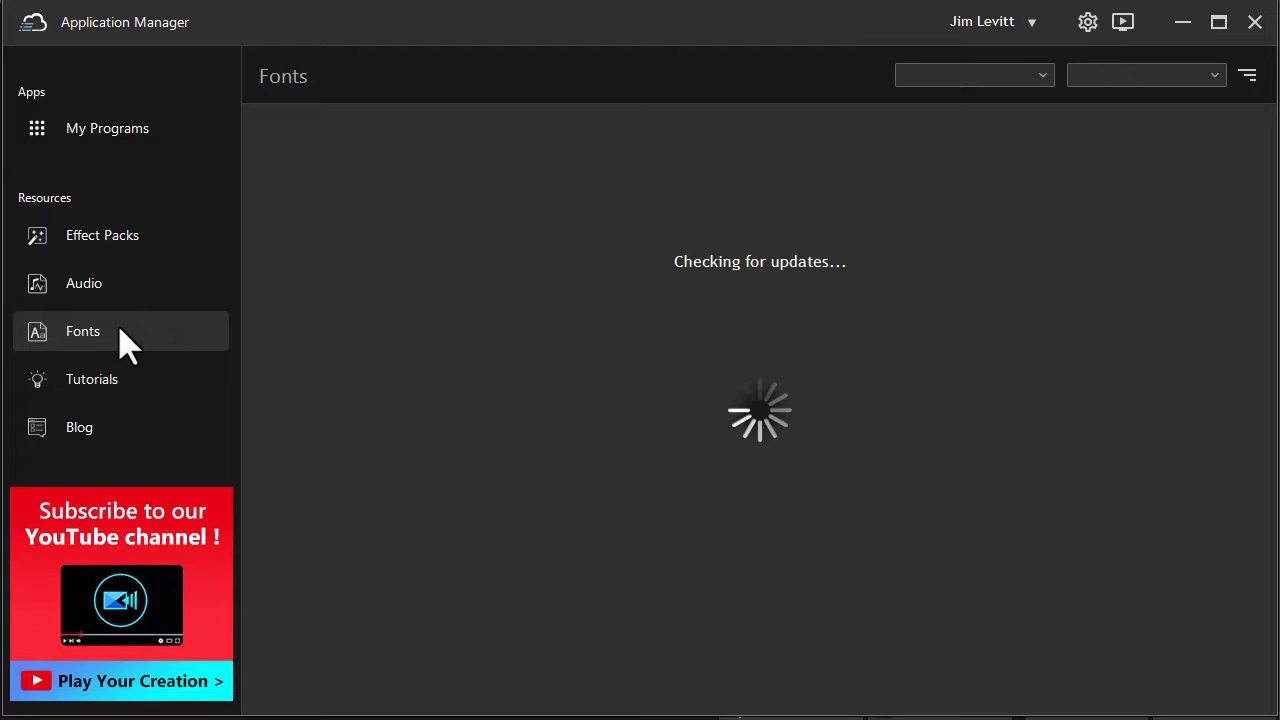 Application Manager
Jim Levitt
Apps
My Programs
Resources
Effect Packs
Audio
Fonts
Tutorials
Blog
Subscribe to our
YouTube channel !
Play Your Creation >
Fonts
Checking for updates...